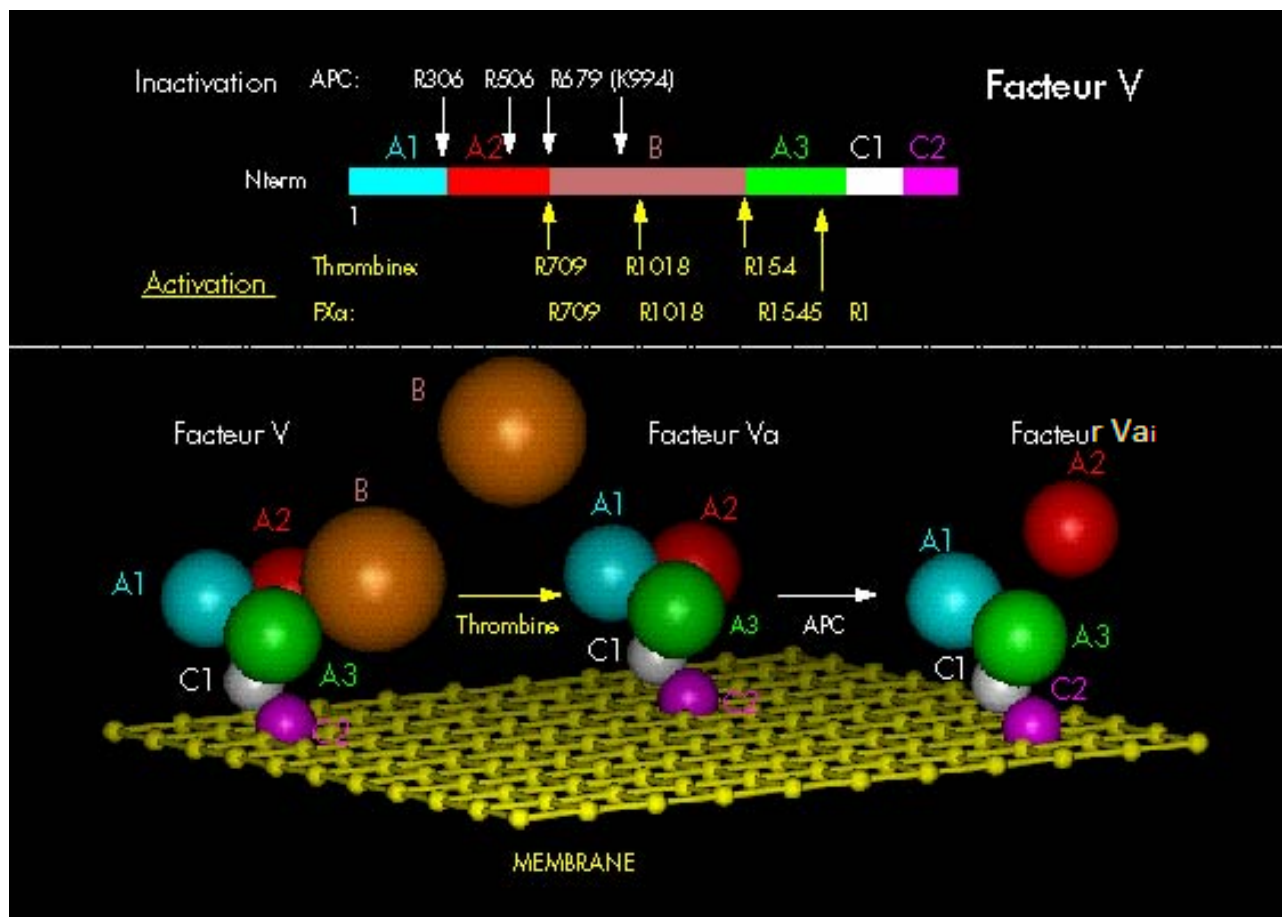 Inactivation APC: R306 R506 R679 (K994) Facteur V
A1 A2 B A3 C1 C2
Nterm
1
Thrombine: R709 R1018 R154
Activation
FXa: R709 R1018 R1545 R1
B
Facteur V Facteur Va Facteur Vai
A2
B A1 A2
A2 A1
A1
Thrombine A3 APC A3
C1 C1
C1 A3 C2
C2 C2
MEMBRANE